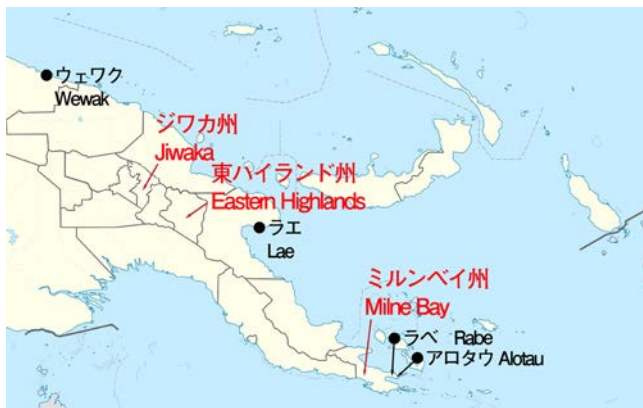 ウェワク
Wewak
ジワカ州
Jiwaka
東ハイランド州
Eastern Highlands
ラエ
Lae
ミルンベイ州
Milne Bay
ラベ Rabe
アロタウ Alotau